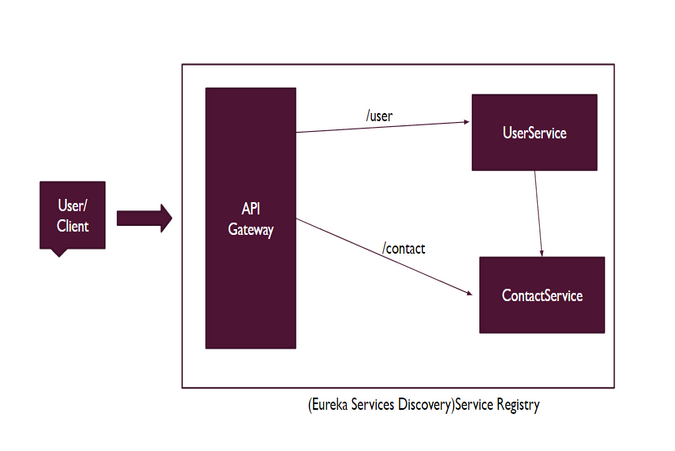 /user
UserService
User/
Client
API
Gateway
/contact
ContactService
(Eureka Services Discovery)Service Registry